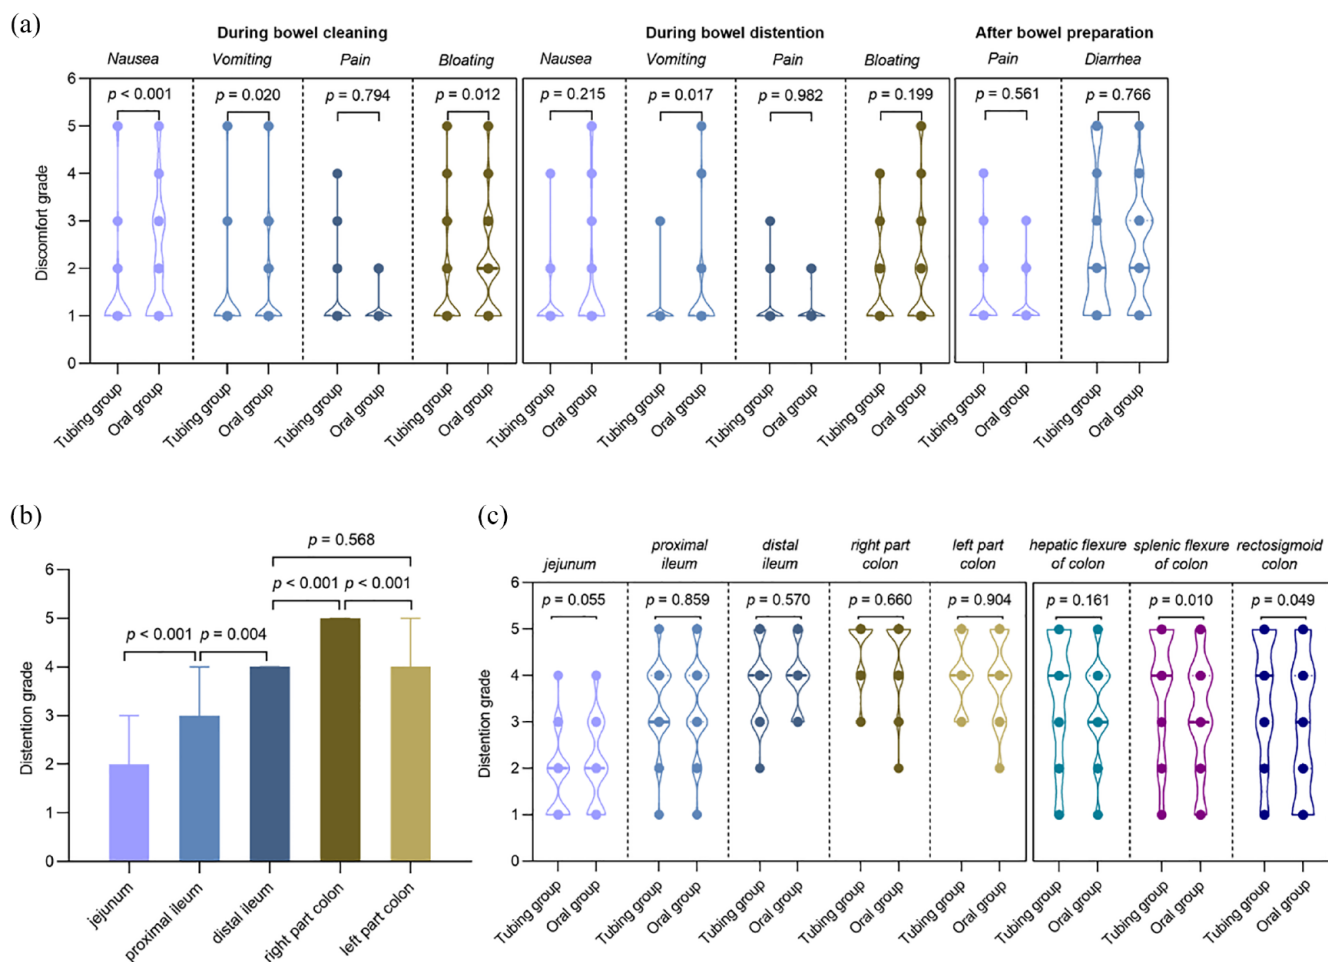 (a)
During bowel cleaning During bowel distention After bowel preparation
Nausea Vomiting Pain Bloating Nausea Vomiting Pain Bloating Pain Diarrhea
6
p < 0.001 p = 0.020 p = 0.794 p = 0.012 p = 0.215 p = 0.017 p = 0.982 p = 0.199 p = 0.561 p = 0.766
5
4
3
2
1
0
Discomfort grade
Tubing group Oral group Tubing group Oral group Tubing group Oral group Tubing group Oral group Tubing group Oral group Tubing group Oral group Tubing group Oral group Tubing group Oral group Tubing group Oral group Tubing group Oral group
(b)
p = 0.568
p < 0.001 p < 0.001
p < 0.001 p = 0.004
6
5
4
3
2
1
0
Distention grade
jejunum proximal ileum distal ileum right part colon left part colon
(c)
jejunum proximal ileum distal ileum right part colon left part colon hepatic flexure of colon splenic flexure of colon rectosigmoid colon
6
p = 0.055 p = 0.859 p = 0.570 p = 0.660 p = 0.904 p = 0.161 p = 0.010 p = 0.049
5
4
3
2
1
0
Distention grade
Tubing group Oral group Tubing group Oral group Tubing group Oral group Tubing group Oral group Tubing group Oral group Tubing group Oral group Tubing group Oral group Tubing group Oral group